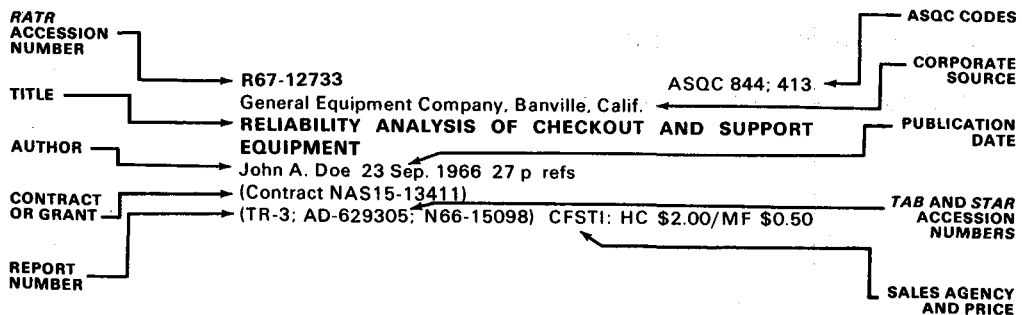 RATR
ACCESSION
NUMBER
ASQC CODES
R67-12733 ASQC 844; 413
CORPORATE
SOURCE
TITLE
General Equipment Company, Banville, Calif.
RELIABILITY ANALYSIS OF CHECKOUT AND SUPPORT
EQUIPMENT
PUBLICATION
DATE
AUTHOR
John A. Doe 23 Sep. 1966 27 p refs
CONTRACT
OR GRANT
(Contract NAS15-13411)
(TR-3; AD-629305; N66-15098) CFSTI: HC $2.00/MF $0.50
TAB AND STAR
ACCESSION
NUMBERS
REPORT
NUMBER
SALES AGENCY
AND PRICE